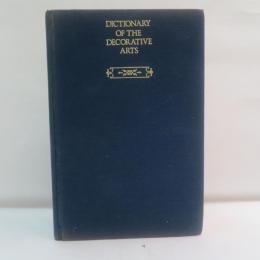 DICTIONARY
OF THE
DECORATIVE
ARTS